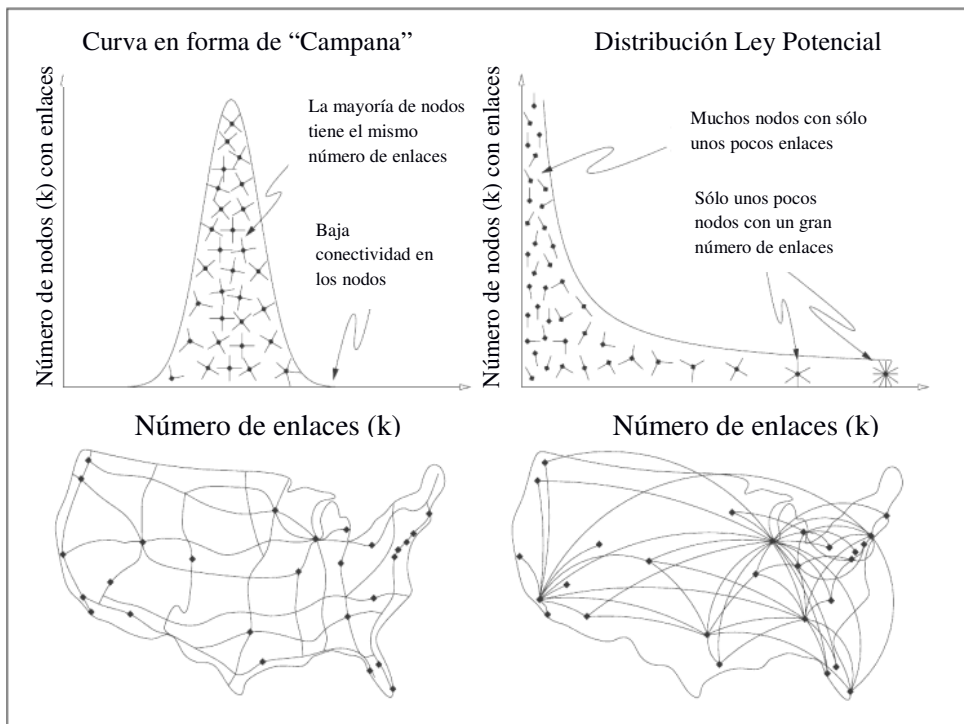 Curva en forma de “Campana”
Número de nodos (k) con enlaces
La mayoría de nodos
tiene el mismo
número de enlaces
Baja
conectividad en
los nodos
Número de enlaces (k)
Distribución Ley Potencial
Número de nodos (k) con enlaces
Muchos nodos con sólo
unos pocos enlaces
Sólo unos pocos
nodos con un gran
número de enlaces
Número de enlaces (k)